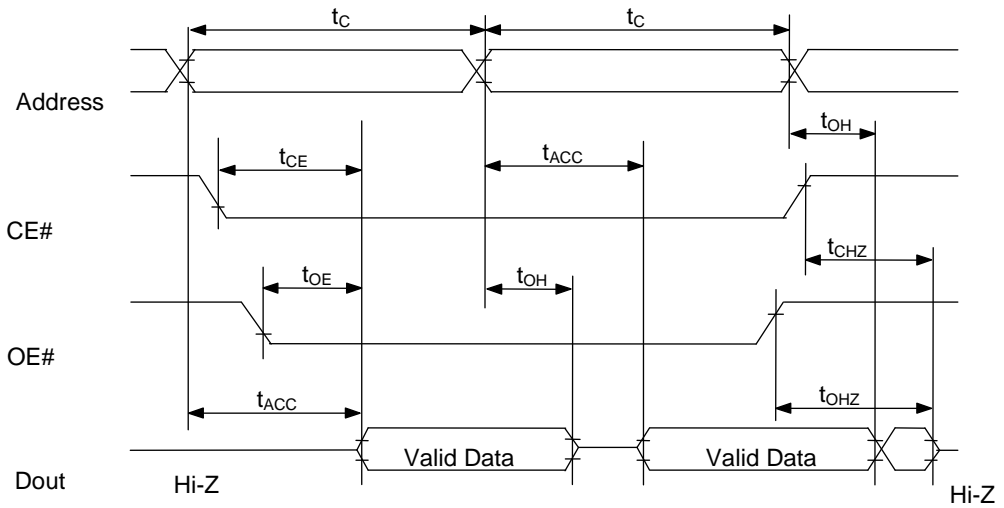 tC tC
Address
tOH
tCE tACC
CE#
tCHZ
tOE tOH
OE#
tACC tOHZ
Valid Data Valid Data
Dout Hi-Z Hi-Z